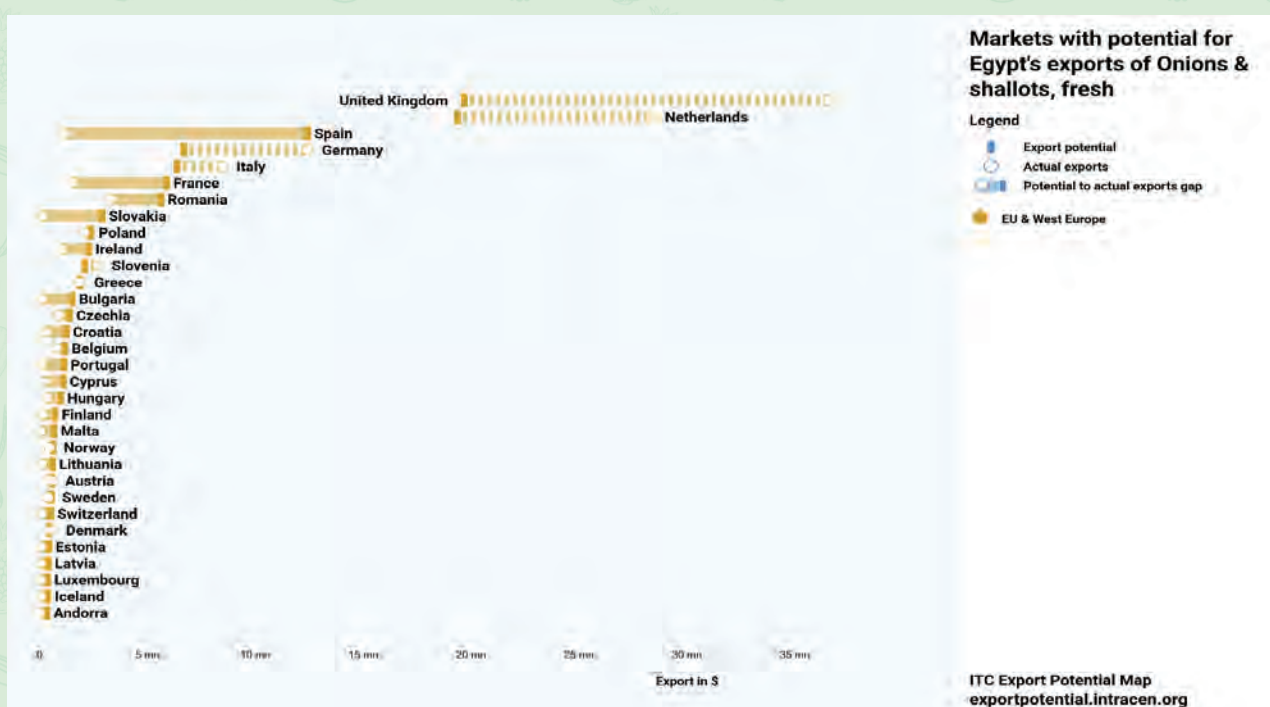 Markets with potential for
Egypt's exports of Onions &
shallots, fresh
Legend
Export potential
Actual exports
Potential to actual exports gap
EU & West Europe
United Kingdom
Netherlands
Spain
Germany
Italy
France
Romania
Slovakia
Poland
Ireland
Slovenia
Greece
Bulgaria
Czechia
Croatia
Belgium
Portugal
Cyprus
Hungary
Finland
Malta
Norway
Lithuania
Austria
Sweden
Switzerland
Denmark
Estonia
Latvia
Luxembourg
Iceland
Andorra
0 5 mn 10 mn 15 mn 20 mn 25 mn 30 mn 35 mn
Export in $
ITC Export Potential Map
exportpotential.intracen.org